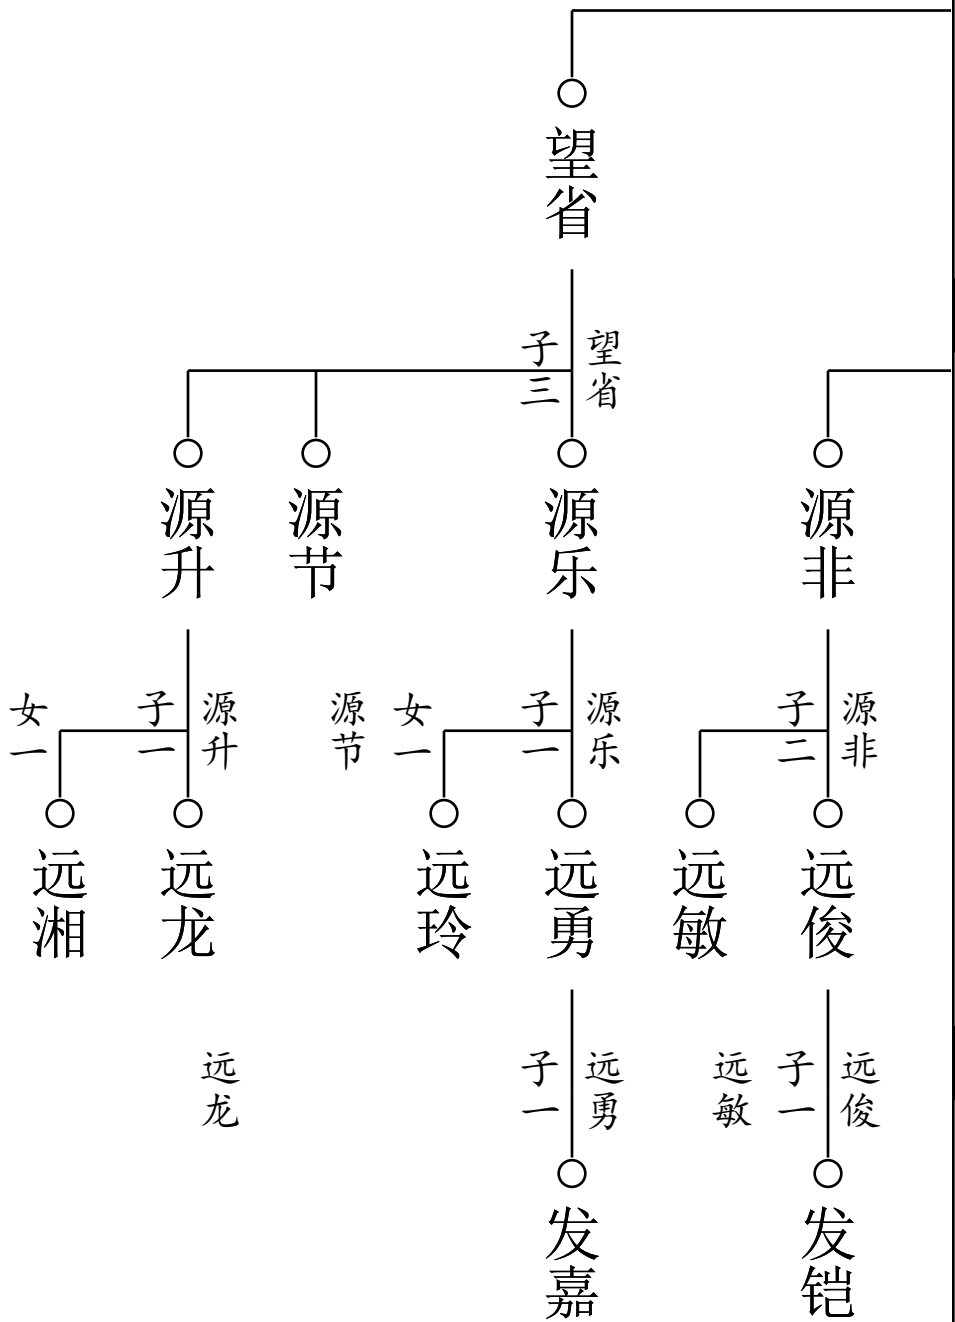 望省
望省
子三
源非
源乐
源节
源升
源非
子二
源乐
子一
女一
源节
源升
子一
女一
远俊
远敏
远勇
远玲
远龙
远湘
远俊
子一
远敏
远勇
子一
远龙
发铠
发嘉